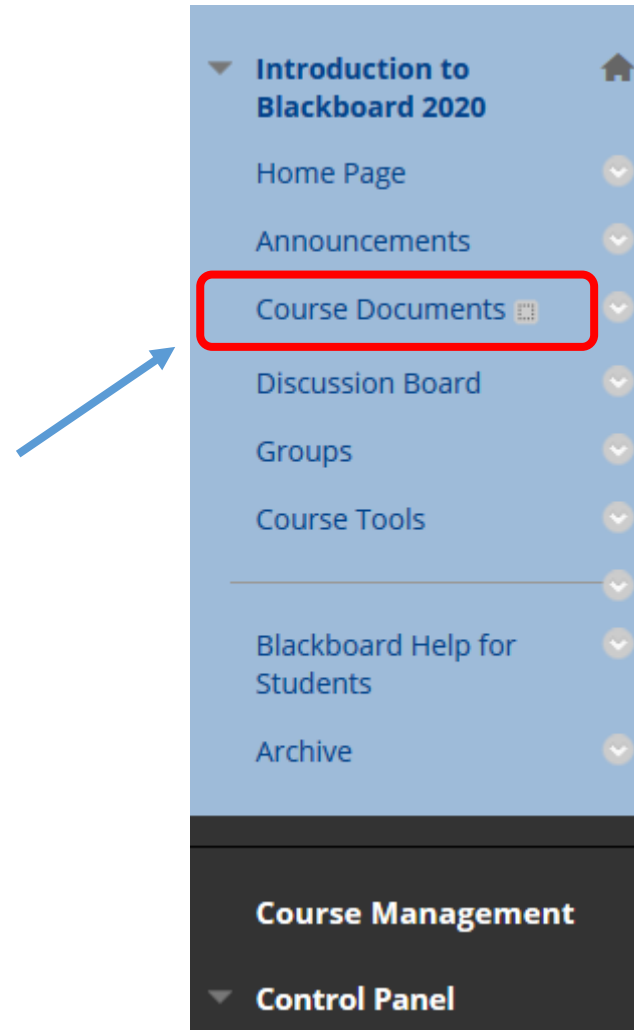 Introduction to
Blackboard 2020
Home Page
Announcements
Course Documents
Discussion Board
Groups
Course Tools
Blackboard Help for
Students
Archive
Course Management
Control Panel